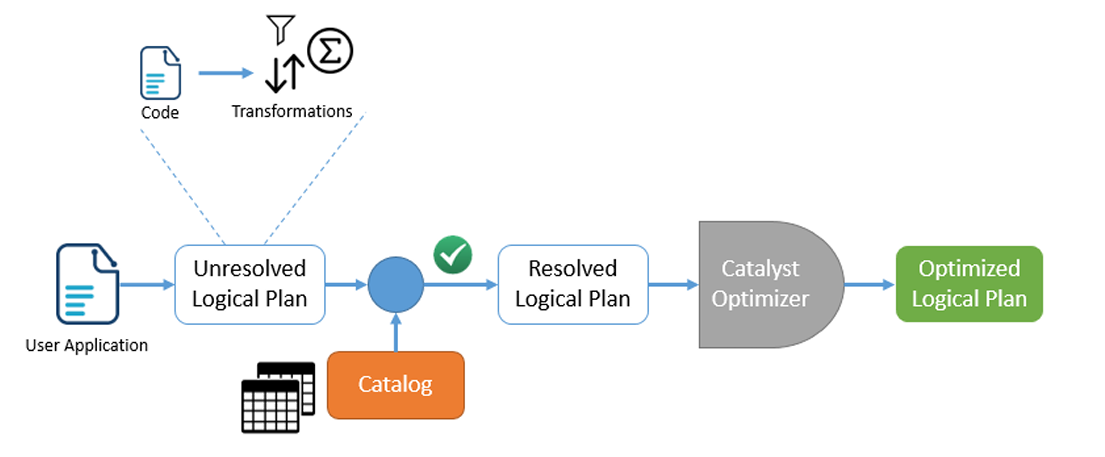 Code
Transformations
Σ
User Application
Unresolved
Logical Plan
Resolved
Logical Plan
Catalyst
Optimizer
Optimized
Logical Plan
Catalog